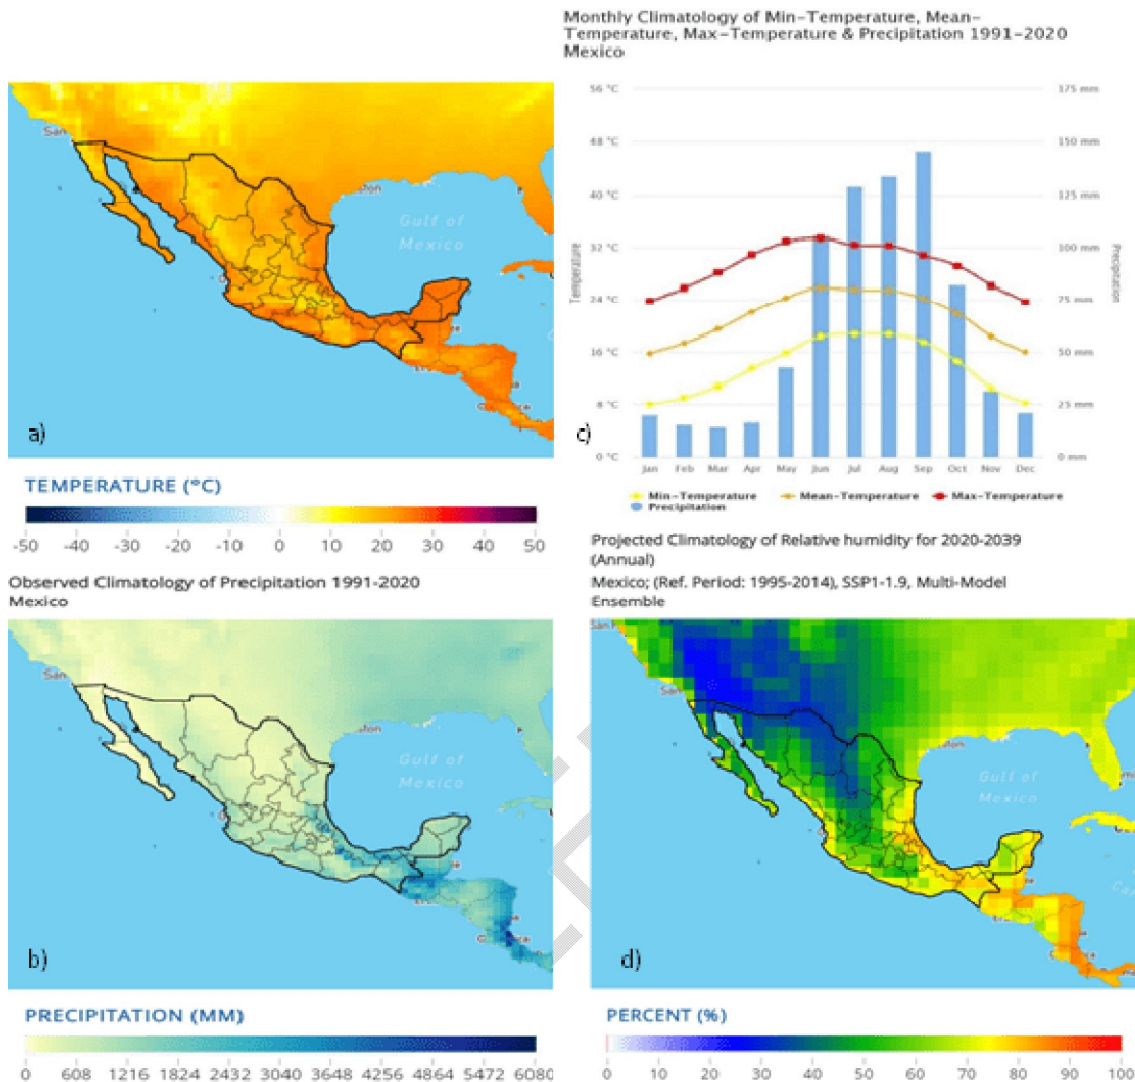 Monthly Climatology of Min-Temperature, Mean-
Temperature, Max-Temperature & Precipitation 1991-2020
Mexico
San
Gulf of
Mexico
a)
TEMPERATURE (°C)
-50 -40 -30 -20 -10 0 10 20 30 40 50
56 °C 175 mm
48 °C 150 mm
40 °C 125 mm
32 °C 100 mm
24 °C 75 mm
16 °C 50 mm
8 °C 25 mm
0 °C 0 mm
Temperature
Precipitation
c)
Jan Feb Mar Apr May Jun Jul Aug Sep Oct Nov Dec
Min-Temperature Mean-Temperature Max-Temperature
Precipitation
Observed Climatology of Precipitation 1991-2020
Mexico
San
Gulf of
Mexico
b)
PRECIPITATION (MM)
0 608 1216 1824 2432 3040 3648 4256 4864 5472 6080
Projected Climatology of Relative humidity for 2020-2039
(Annual)
Mexico; (Ref. Period: 1995-2014), SSP1-1.9, Multi-Model
Ensemble
San
Gulf of
Mexico
d)
PERCENT (%)
0 10 20 30 40 50 60 70 80 90 100